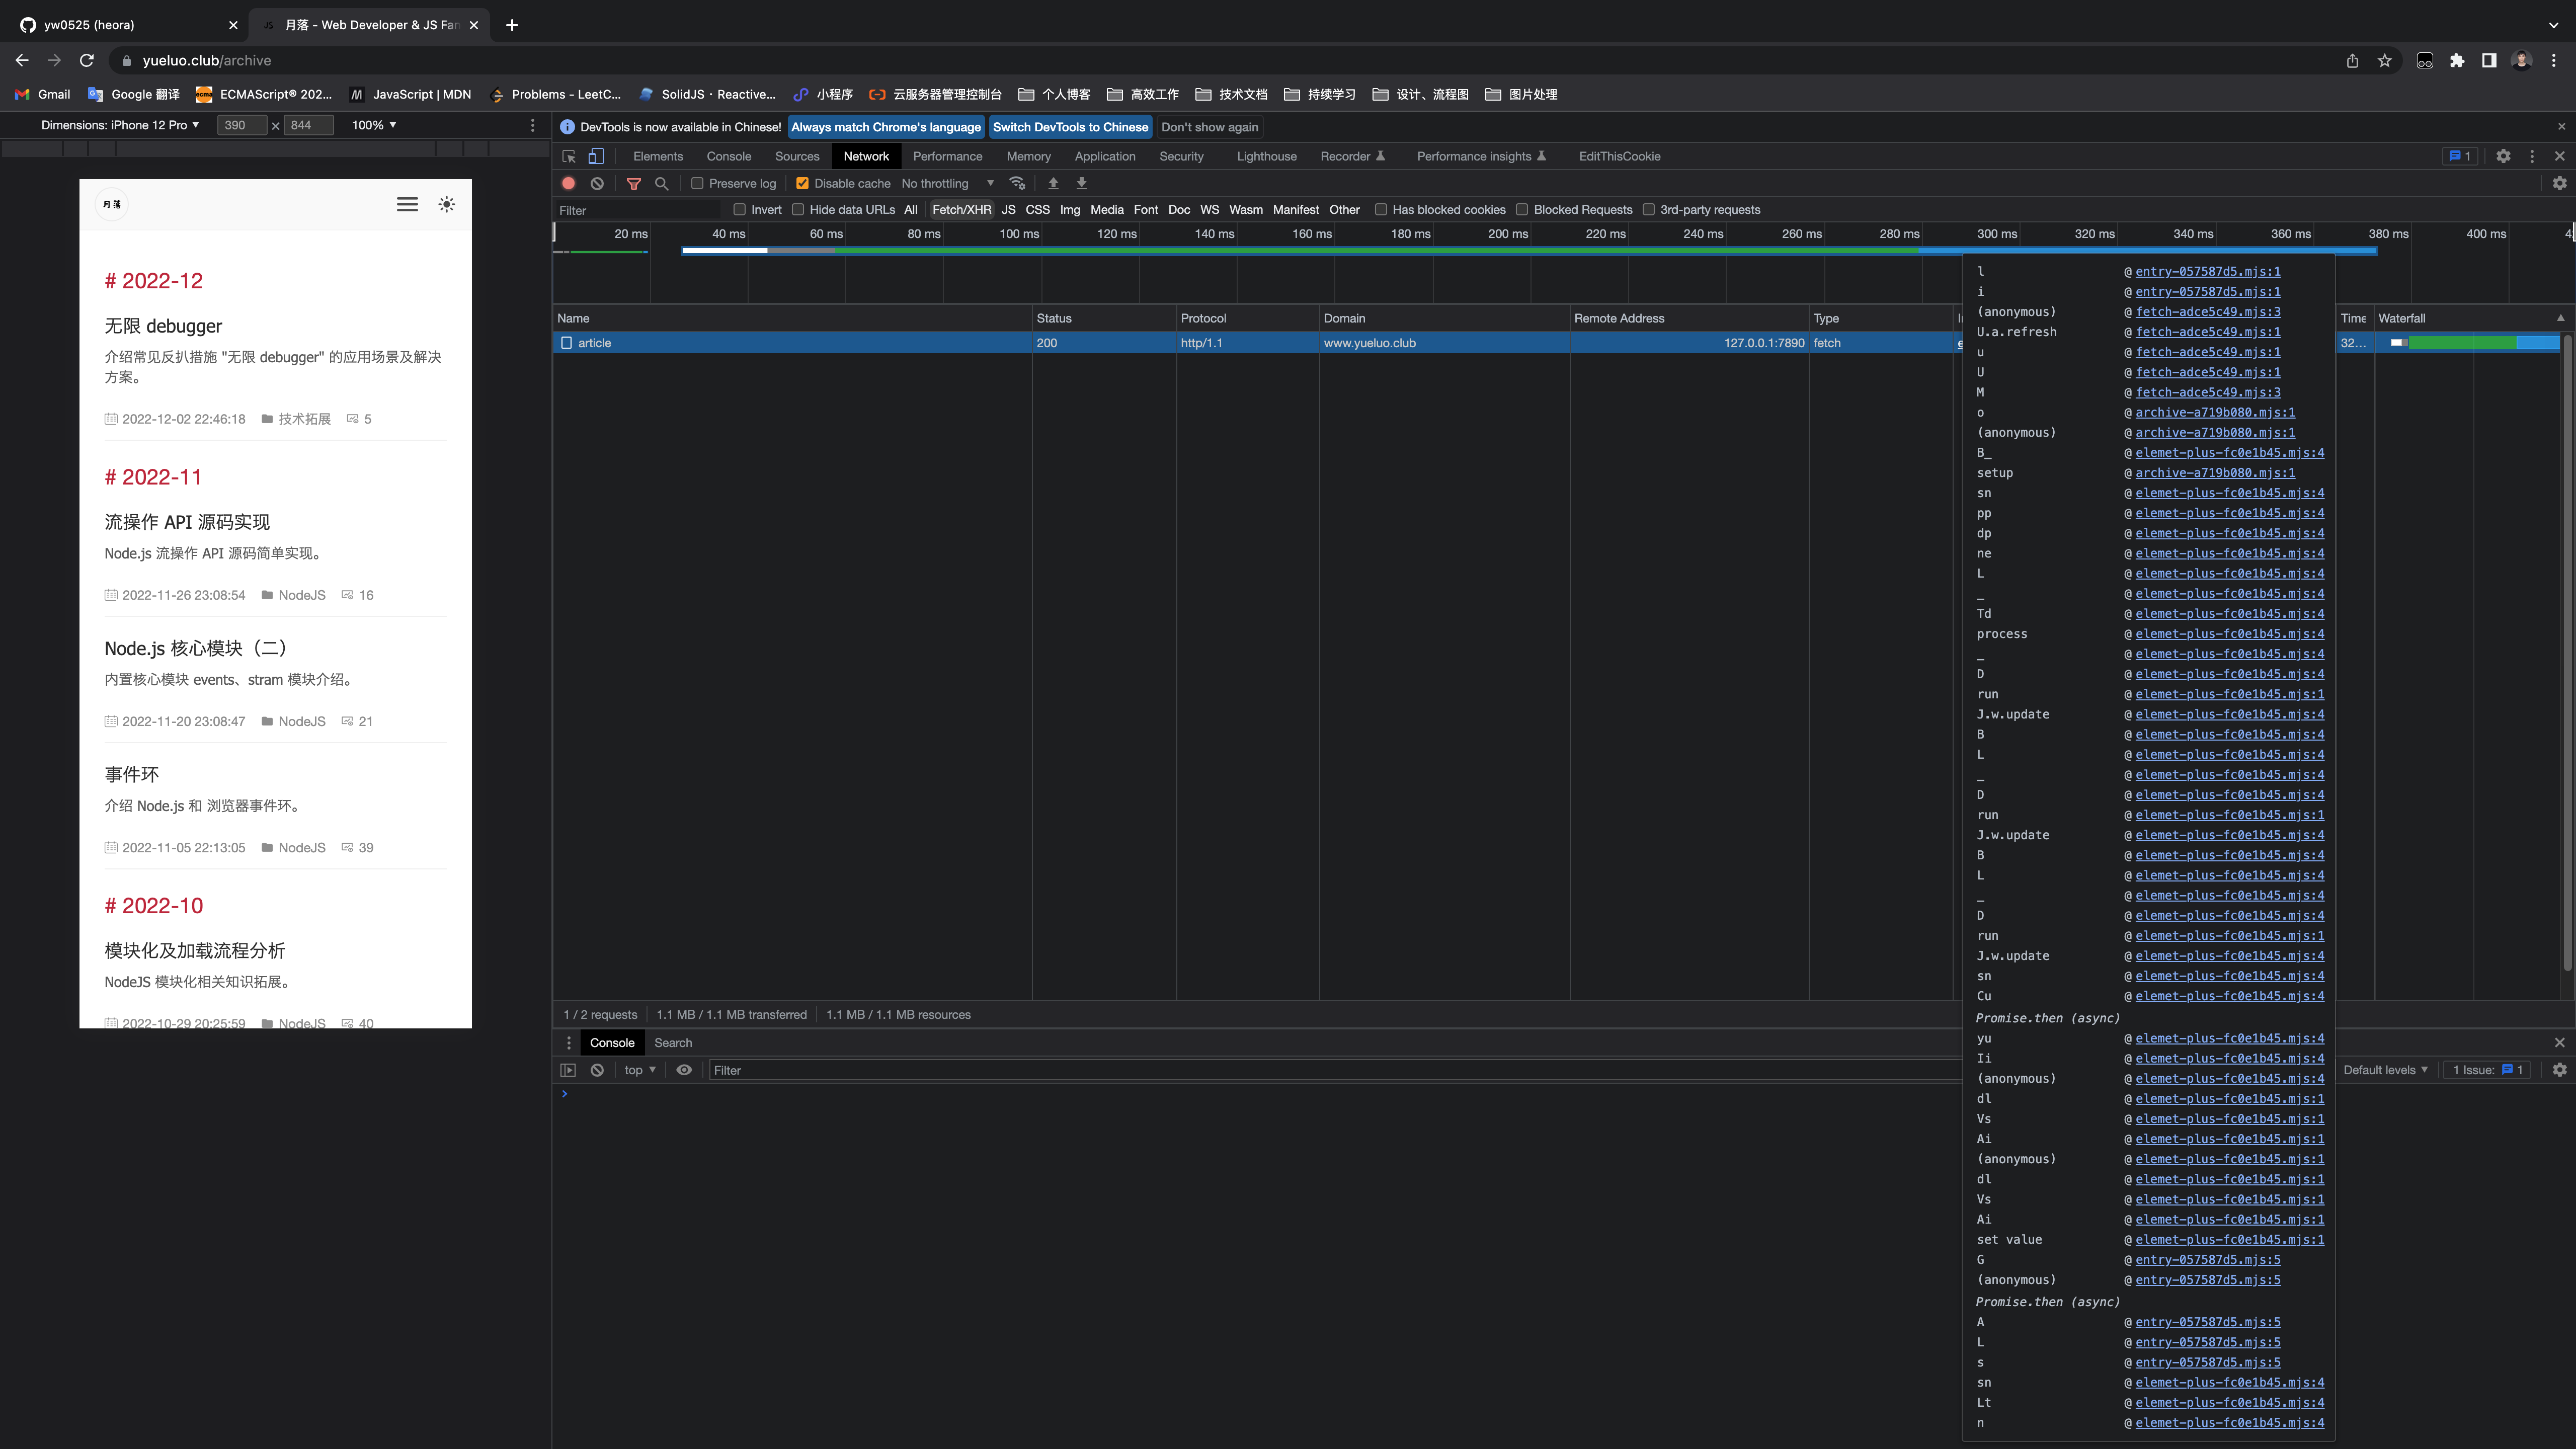 yw0525 (heora)
月落 - Web Developer & JS Fan
yueluo.club/archive
Gmail
Google 翻译
ECMAScript® 202...
JavaScript | MDN
Problems - LeetC...
SolidJS · Reactive...
小程序
云服务器管理控制台
个人博客
高效工作
技术文档
持续学习
设计、流程图
图片处理
Dimensions: iPhone 12 Pro ▼ 390 × 844 100% ▼
月落
# 2022-12
无限 debugger
介绍常见反扒措施 "无限 debugger" 的应用场景及解决
方案。
2022-12-02 22:46:18 技术拓展 5
# 2022-11
流操作 API 源码实现
Node.js 流操作 API 源码简单实现。
2022-11-26 23:08:54 NodeJS 16
Node.js 核心模块（二）
内置核心模块 events、stram 模块介绍。
2022-11-20 23:08:47 NodeJS 21
事件环
介绍 Node.js 和 浏览器事件环。
2022-11-05 22:13:05 NodeJS 39
# 2022-10
模块化及加载流程分析
NodeJS 模块化相关知识拓展。
2022-10-29 20:25:59 NodeJS 40
DevTools is now available in Chinese! Always match Chrome's language Switch DevTools to Chinese Don't show again
Elements Console Sources Network Performance Memory Application Security Lighthouse Recorder Performance insights EditThisCookie 1
Preserve log Disable cache No throttling
Filter Invert Hide data URLs All Fetch/XHR JS CSS Img Media Font Doc WS Wasm Manifest Other Has blocked cookies Blocked Requests 3rd-party requests
20 ms 40 ms 60 ms 80 ms 100 ms 120 ms 140 ms 160 ms 180 ms 200 ms 220 ms 240 ms 260 ms 280 ms 300 ms 320 ms 340 ms 360 ms 380 ms 400 ms
Name Status Protocol Domain Remote Address Type Time Waterfall
article 200 http/1.1 www.yueluo.club 127.0.0.1:7890 fetch 32...
l @ entry-057587d5.mjs:1
i @ entry-057587d5.mjs:1
(anonymous) @ fetch-adce5c49.mjs:3
U.a.refresh @ fetch-adce5c49.mjs:1
u @ fetch-adce5c49.mjs:1
U @ fetch-adce5c49.mjs:1
M @ fetch-adce5c49.mjs:3
o @ archive-a719b080.mjs:1
(anonymous) @ archive-a719b080.mjs:1
B_ @ elemet-plus-fc0e1b45.mjs:4
setup @ archive-a719b080.mjs:1
sn @ elemet-plus-fc0e1b45.mjs:4
pp @ elemet-plus-fc0e1b45.mjs:4
dp @ elemet-plus-fc0e1b45.mjs:4
ne @ elemet-plus-fc0e1b45.mjs:4
L @ elemet-plus-fc0e1b45.mjs:4
_ @ elemet-plus-fc0e1b45.mjs:4
Td @ elemet-plus-fc0e1b45.mjs:4
process @ elemet-plus-fc0e1b45.mjs:4
_ @ elemet-plus-fc0e1b45.mjs:4
D @ elemet-plus-fc0e1b45.mjs:4
run @ elemet-plus-fc0e1b45.mjs:1
J.w.update @ elemet-plus-fc0e1b45.mjs:4
B @ elemet-plus-fc0e1b45.mjs:4
L @ elemet-plus-fc0e1b45.mjs:4
_ @ elemet-plus-fc0e1b45.mjs:4
D @ elemet-plus-fc0e1b45.mjs:4
run @ elemet-plus-fc0e1b45.mjs:1
J.w.update @ elemet-plus-fc0e1b45.mjs:4
B @ elemet-plus-fc0e1b45.mjs:4
L @ elemet-plus-fc0e1b45.mjs:4
_ @ elemet-plus-fc0e1b45.mjs:4
D @ elemet-plus-fc0e1b45.mjs:4
run @ elemet-plus-fc0e1b45.mjs:1
J.w.update @ elemet-plus-fc0e1b45.mjs:4
sn @ elemet-plus-fc0e1b45.mjs:4
Cu @ elemet-plus-fc0e1b45.mjs:4
Promise.then (async)
yu @ elemet-plus-fc0e1b45.mjs:4
Ii @ elemet-plus-fc0e1b45.mjs:4
(anonymous) @ elemet-plus-fc0e1b45.mjs:4
dl @ elemet-plus-fc0e1b45.mjs:1
Vs @ elemet-plus-fc0e1b45.mjs:1
Ai @ elemet-plus-fc0e1b45.mjs:1
(anonymous) @ elemet-plus-fc0e1b45.mjs:1
dl @ elemet-plus-fc0e1b45.mjs:1
Vs @ elemet-plus-fc0e1b45.mjs:1
Ai @ elemet-plus-fc0e1b45.mjs:1
set value @ elemet-plus-fc0e1b45.mjs:1
G @ entry-057587d5.mjs:5
(anonymous) @ entry-057587d5.mjs:5
Promise.then (async)
A @ entry-057587d5.mjs:5
L @ entry-057587d5.mjs:5
s @ entry-057587d5.mjs:5
sn @ elemet-plus-fc0e1b45.mjs:4
Lt @ elemet-plus-fc0e1b45.mjs:4
n @ elemet-plus-fc0e1b45.mjs:4
1 / 2 requests 1.1 MB / 1.1 MB transferred 1.1 MB / 1.1 MB resources
Console Search
top ▼ Filter Default levels ▼ 1 Issue: 1